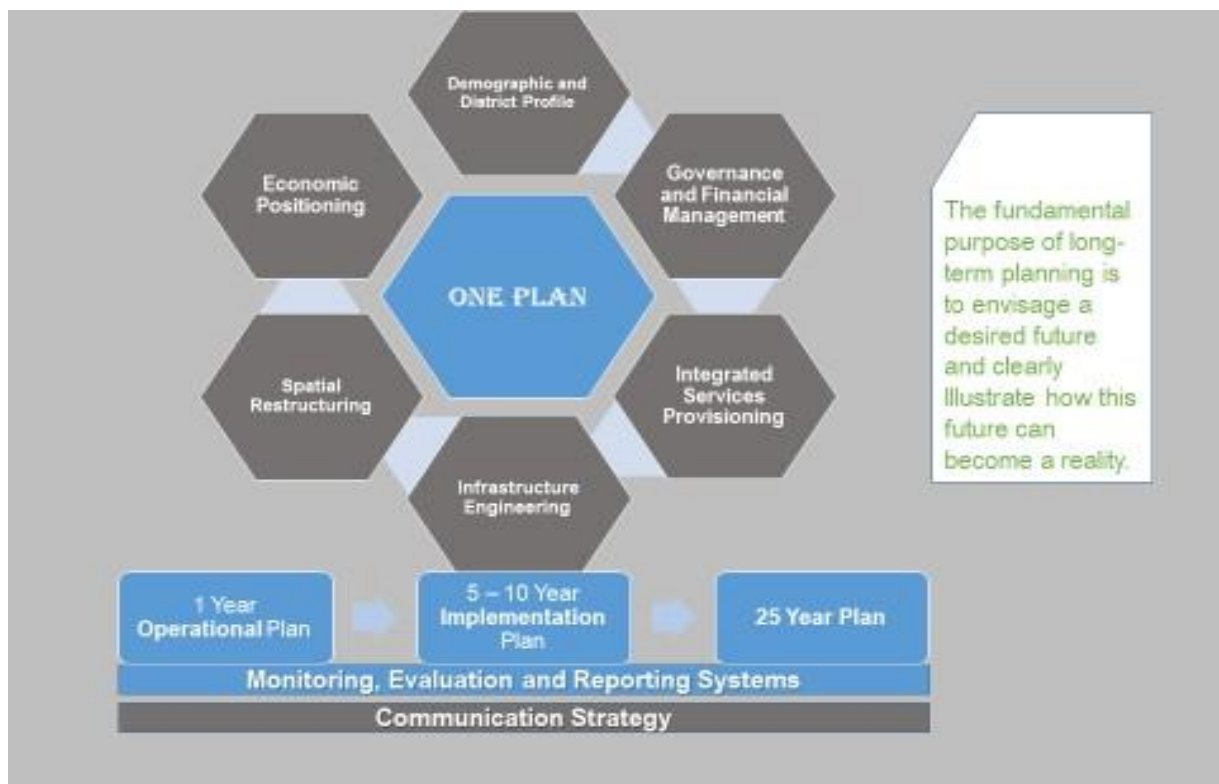 Demographic and
District Profile
Economic
Positioning
Governance
and Financial
Management
ONE PLAN
The fundamental
purpose of long-
term planning is
to envisage a
desired future
and clearly
Illustrate how this
future can
become a reality.
Spatial
Restructuring
Integrated
Services
Provisioning
Infrastructure
Engineering
1 Year
Operational Plan
5 – 10 Year
Implementation
Plan
25 Year Plan
Monitoring, Evaluation and Reporting Systems
Communication Strategy